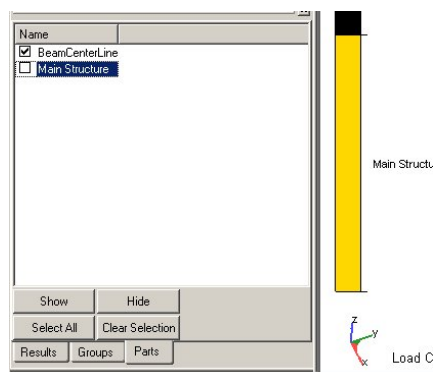 Name
BeamCenterLine
Main Structure
Main Structu
Show Hide
Select All Clear Selection
Results Groups Parts
z
y
x
Load C